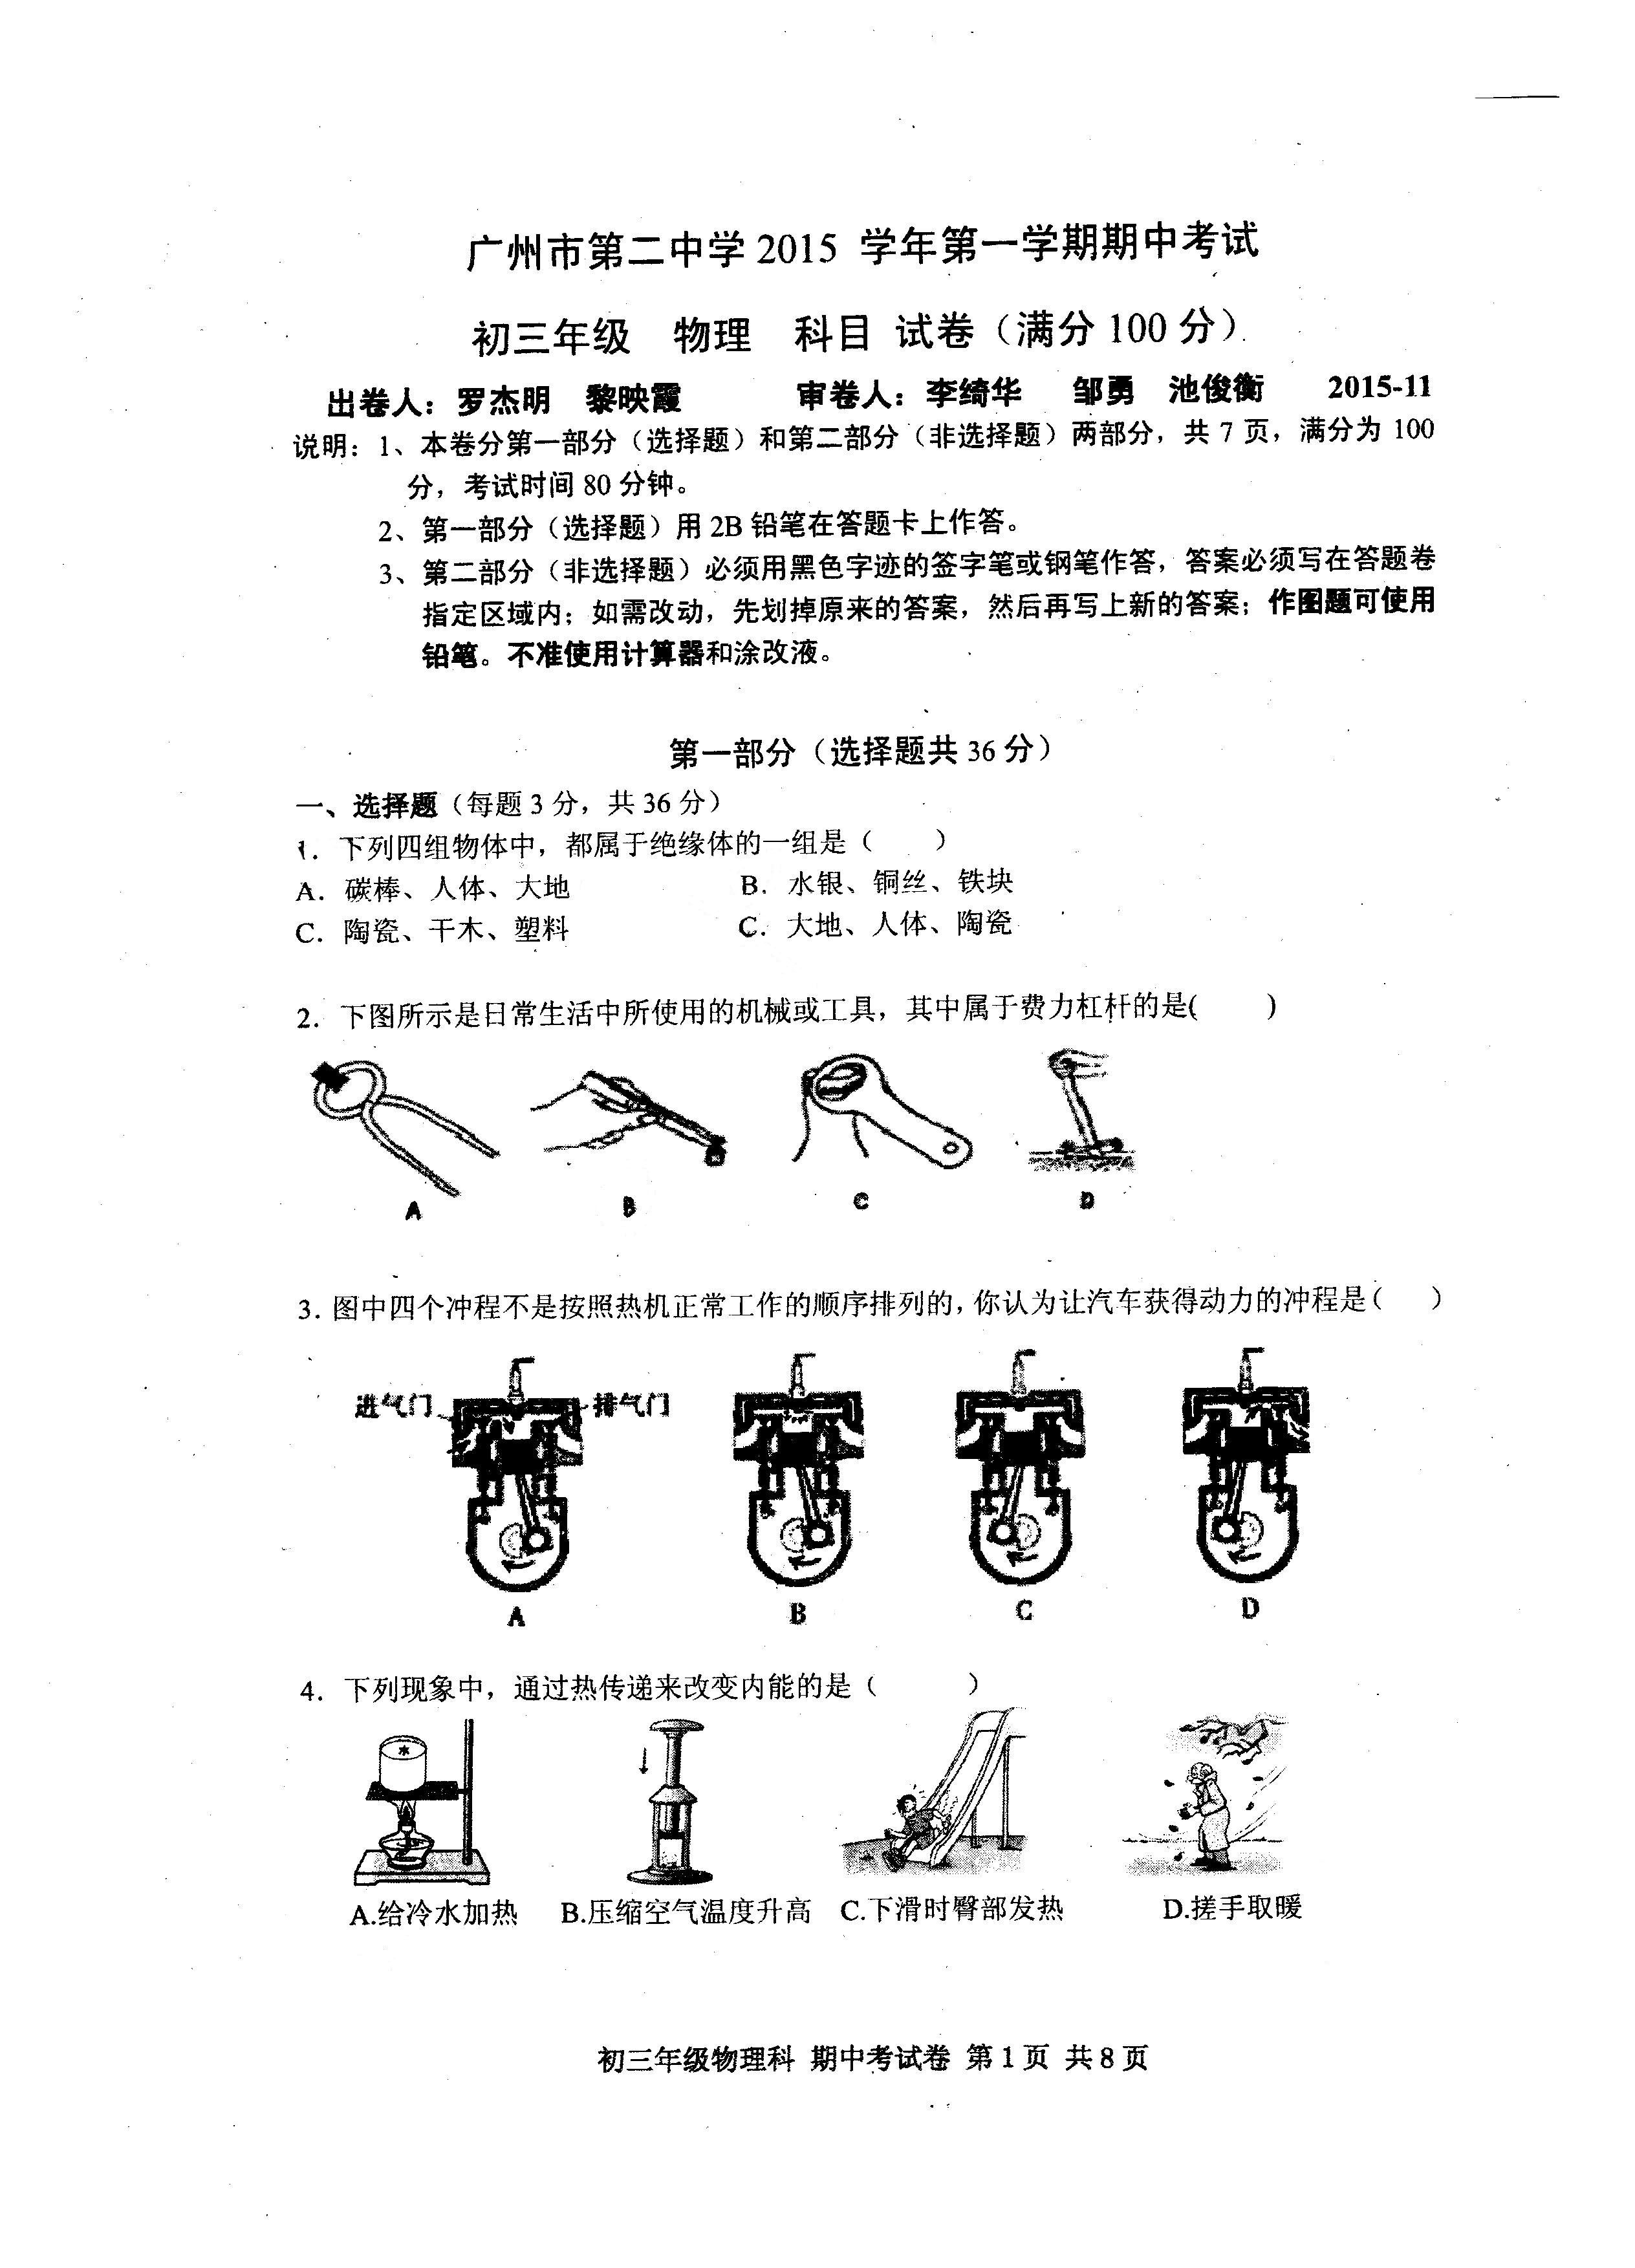 广州市第二中学2015 学年第一学期期中考试
初三年级 物理 科目 试卷（满分100分）
出卷人：罗杰明 黎映霞 审卷人：李绮华 邹勇 池俊衡 2015-11
说明：1、本卷分第一部分（选择题）和第二部分（非选择题）两部分，共7页，满分为100
分，考试时间80分钟。
2、第一部分（选择题）用2B铅笔在答题卡上作答。
3、第二部分（非选择题）必须用黑色字迹的签字笔或钢笔作答，答案必须写在答题卷
指定区域内；如需改动，先划掉原来的答案，然后再写上新的答案；作图题可使用
铅笔。不准使用计算器和涂改液。
第一部分（选择题共36分）
一、选择题（每题3分，共36分）
1. 下列四组物体中，都属于绝缘体的一组是（ ）
A. 碳棒、人体、大地 B. 水银、铜丝、铁块
C. 陶瓷、干木、塑料 C. 大地、人体、陶瓷
2. 下图所示是日常生活中所使用的机械或工具，其中属于费力杠杆的是( )
A B C D
3. 图中四个冲程不是按照热机正常工作的顺序排列的，你认为让汽车获得动力的冲程是（ ）
进气门 排气门
A B C D
4. 下列现象中，通过热传递来改变内能的是（ ）
水
A.给冷水加热 B.压缩空气温度升高 C.下滑时臀部发热 D.搓手取暖
初三年级物理科 期中考试卷 第1页 共8页